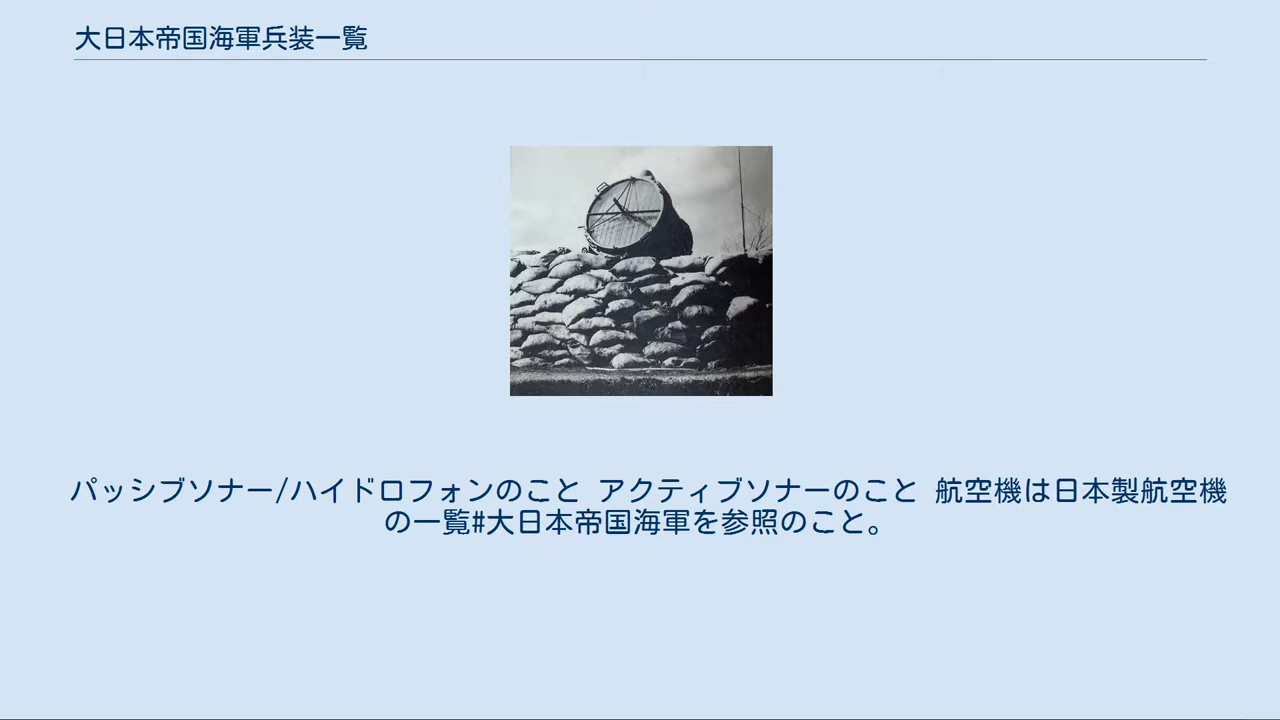 大日本帝国海軍兵装一覧
パッシブソナー/ハイドロフォンのこと アクティブソナーのこと 航空機は日本製航空機
の一覧#大日本帝国海軍を参照のこと。